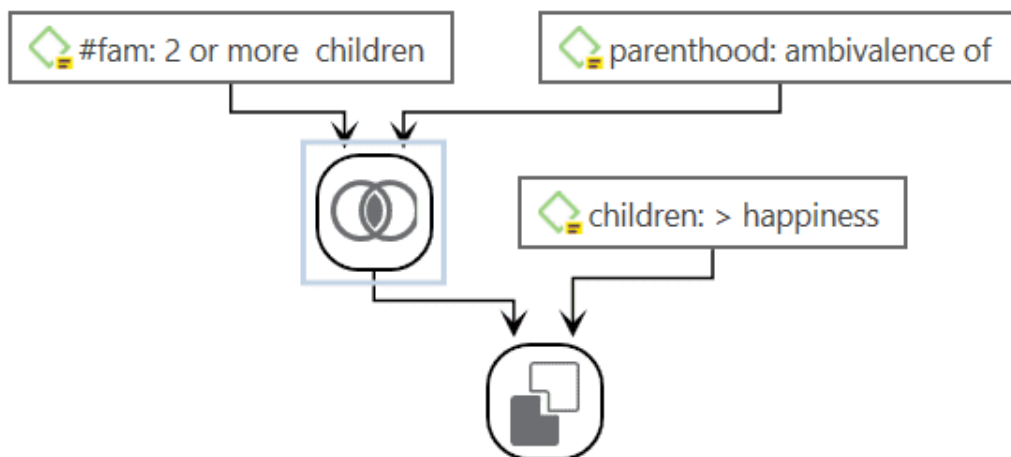 #fam: 2 or more  children
parenthood: ambivalence of
children: > happiness